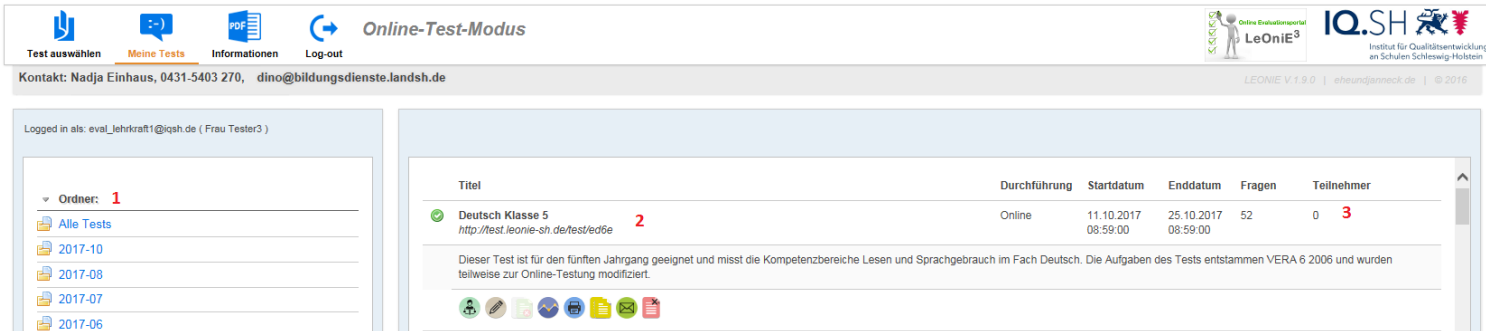 Test auswählen
:-)
Meine Tests
PDF
Informationen
Log-out
Online-Test-Modus
Online Evaluationsportal
LeOniE3
IQ.SH
Institut für Qualitätsentwicklung
an Schulen Schleswig-Holstein
Kontakt: Nadja Einhaus, 0431-5403 270, dino@bildungsdienste.landsh.de
LEONIE V.1.9.0 | eheundjanneck.de | © 2016
Logged in als: eval_lehrkraft1@iqsh.de ( Frau Tester3 )
Ordner: 1
Alle Tests
2017-10
2017-08
2017-07
2017-06
Titel Durchführung Startdatum Enddatum Fragen Teilnehmer
Deutsch Klasse 5 2 Online 11.10.2017 25.10.2017 52 0 3
http://test.leonie-sh.de/test/ed6e 08:59:00 08:59:00
Dieser Test ist für den fünften Jahrgang geeignet und misst die Kompetenzbereiche Lesen und Sprachgebrauch im Fach Deutsch. Die Aufgaben des Tests entstammen VERA 6 2006 und wurden
teilweise zur Online-Testung modifiziert.